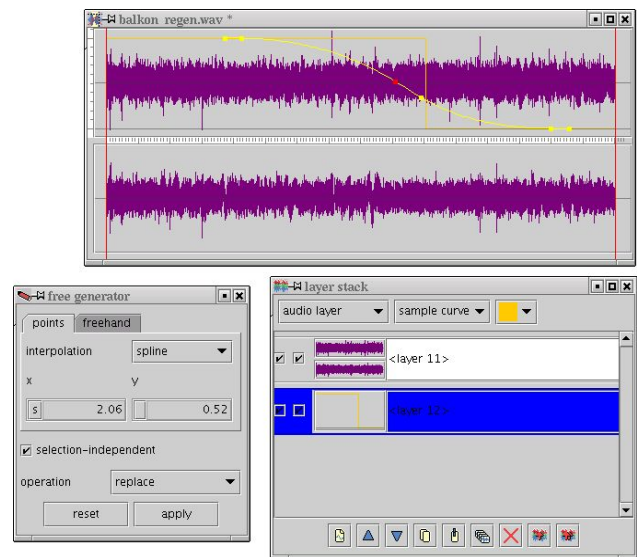 balkon_regen.wav *
free generator
points freehand
interpolation spline
x y
s 2.06 0.52
selection-independent
operation replace
reset apply
layer stack
audio layer sample curve
<layer 11>
<layer 12>